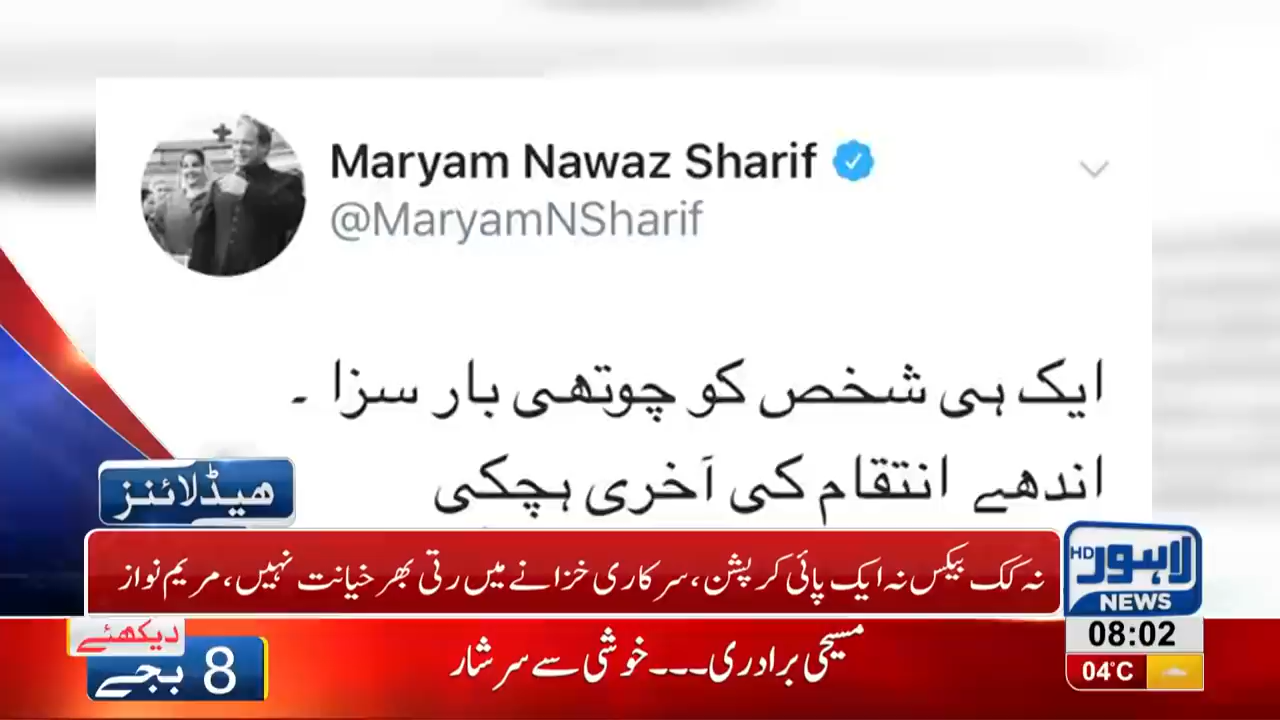 Maryam Nawaz Sharif
@MaryamNSharif
ایک ہی شخص کو چوتھی بار سزا ۔
اندھے انتقام کی آخری ہچکی
ہیڈلائنز
نہ کک بیکس نہ ایک پائی کرپشن، سرکاری خزانے میں رتی بھر خیانت نہیں، مریم نواز
لاہور HD
NEWS
08:02
04°C
دیکھئے
8 بجے
مسیحی برادری۔۔۔خوشی سے سرشار